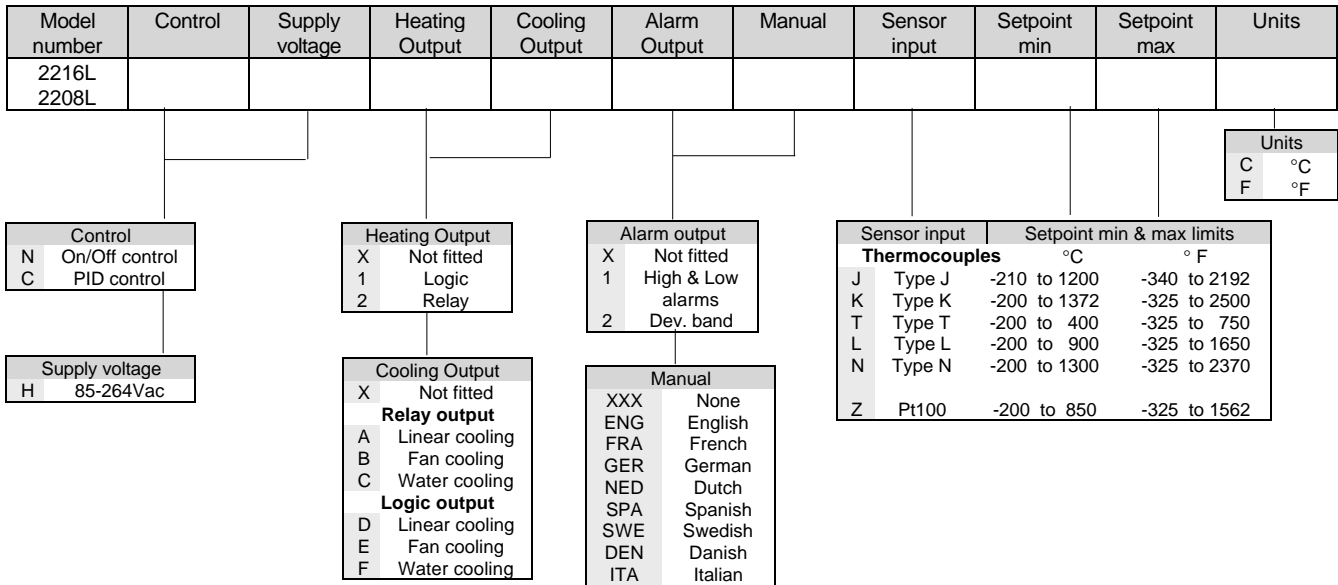 Model number Control Supply voltage Heating Output Cooling Output Alarm Output Manual Sensor input Setpoint min Setpoint max Units
2216L
2208L
Units
C °C
F °F
Control
N On/Off control
C PID control
Supply voltage
H 85-264Vac
Heating Output
X Not fitted
1 Logic
2 Relay
Cooling Output
X Not fitted
Relay output
A Linear cooling
B Fan cooling
C Water cooling
Logic output
D Linear cooling
E Fan cooling
F Water cooling
Alarm output
X Not fitted
1 High & Low
alarms
2 Dev. band
Manual
XXX None
ENG English
FRA French
GER German
NED Dutch
SPA Spanish
SWE Swedish
DEN Danish
ITA Italian
Sensor input Setpoint min & max limits
Thermocouples °C ° F
J Type J -210 to 1200 -340 to 2192
K Type K -200 to 1372 -325 to 2500
T Type T -200 to 400 -325 to 750
L Type L -200 to 900 -325 to 1650
N Type N -200 to 1300 -325 to 2370
Z Pt100 -200 to 850 -325 to 1562